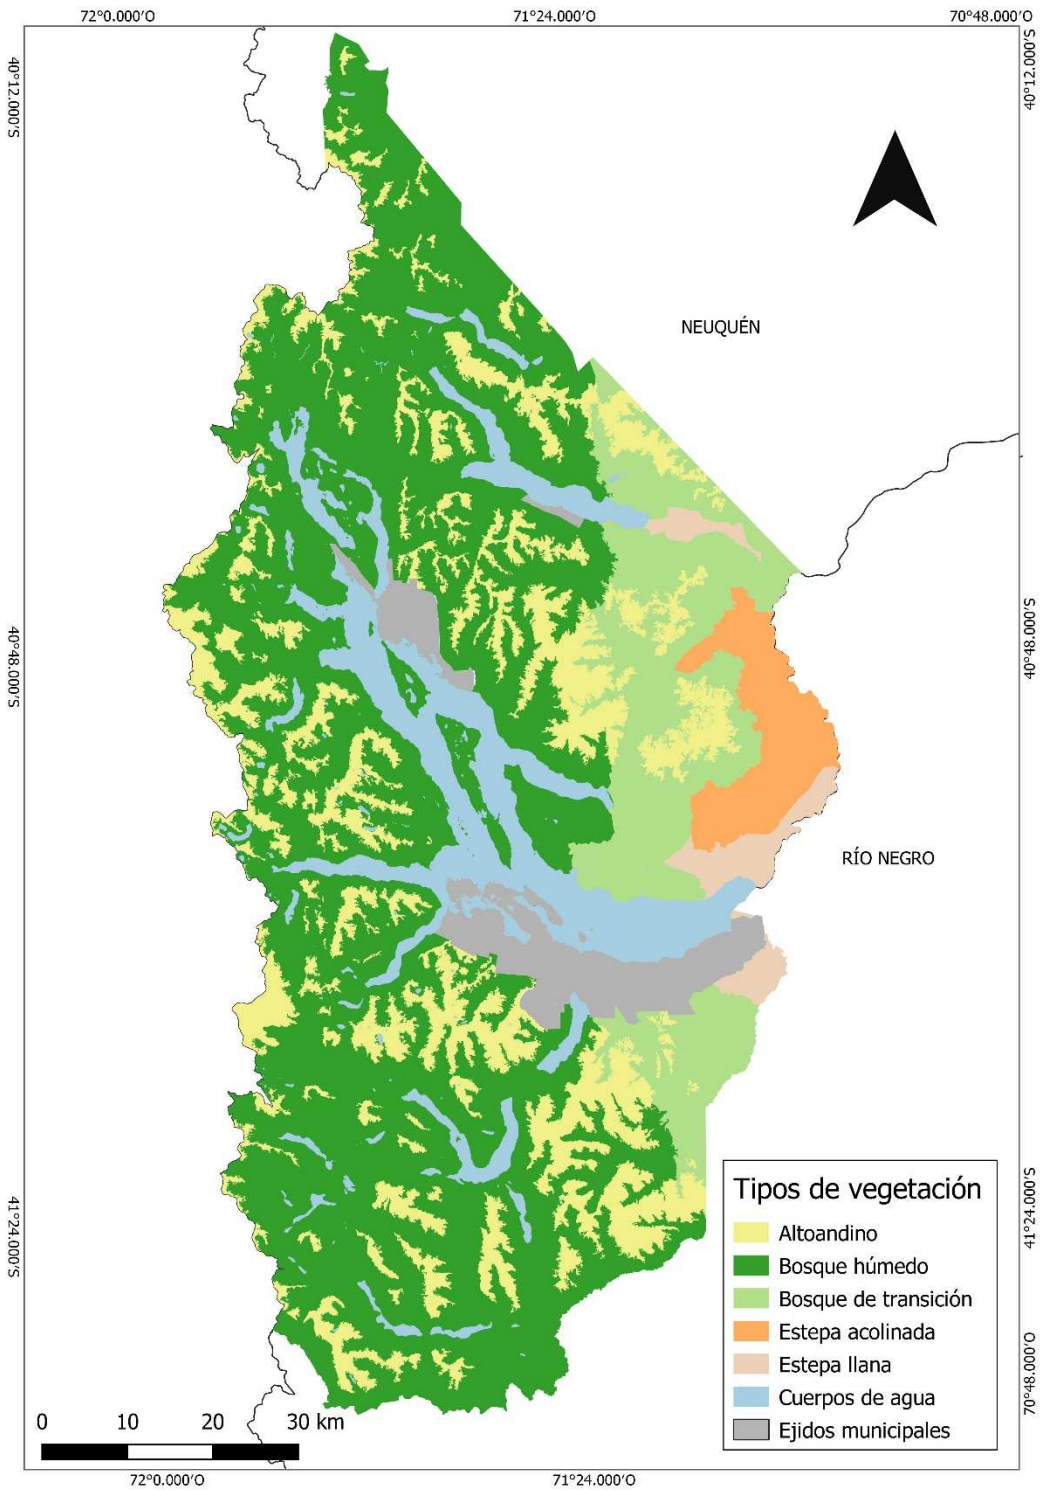 72°0.000'O
71°24.000'O
70°48.000'O
40°12.000'S
40°12.000'S
NEUQUÉN
40°48.000'S
40°48.000'S
RÍO NEGRO
41°24.000'S
41°24.000'S
Tipos de vegetación
Altoandino
Bosque húmedo
Bosque de transición
Estepa acolinada
Estepa llana
Cuerpos de agua
Ejidos municipales
70°48.000'O
0 10 20 30 km
72°0.000'O
71°24.000'O